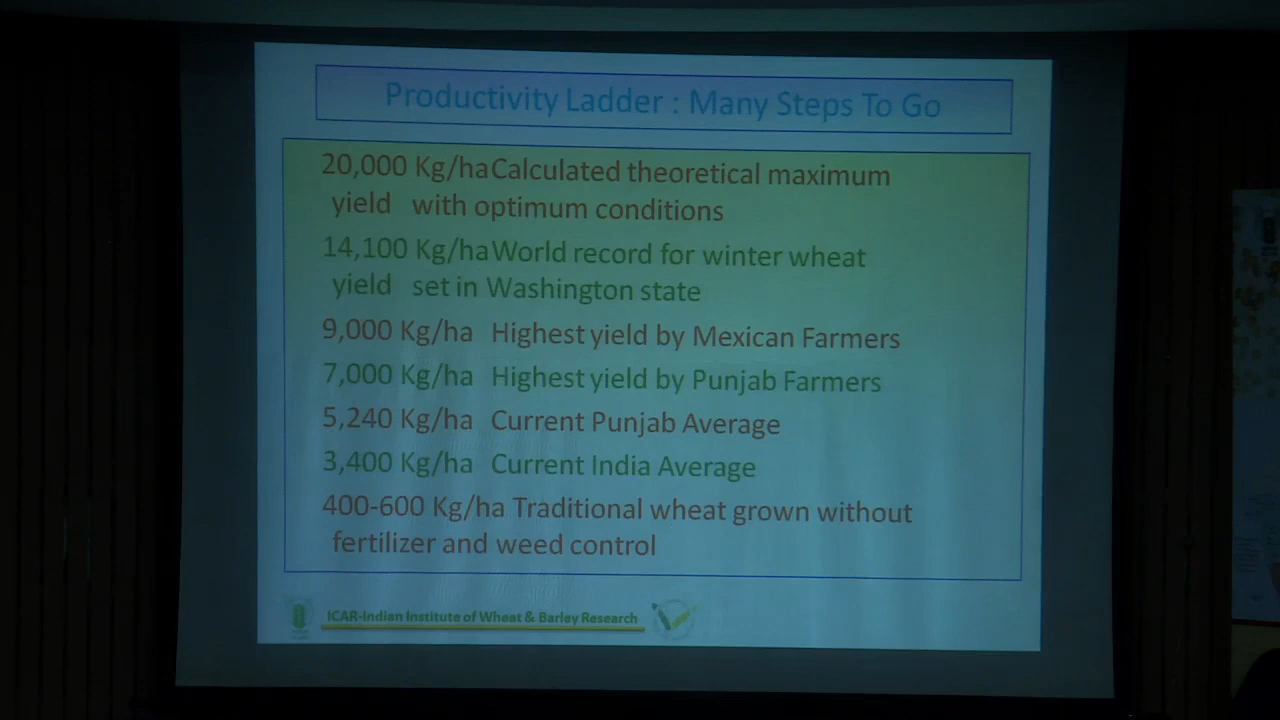 Productivity Ladder : Many Steps To Go
20,000 Kg/ha Calculated theoretical maximum
yield with optimum conditions
14,100 Kg/ha World record for winter wheat
yield set in Washington state
9,000 Kg/ha Highest yield by Mexican Farmers
7,000 Kg/ha Highest yield by Punjab Farmers
5,240 Kg/ha Current Punjab Average
3,400 Kg/ha Current India Average
400-600 Kg/ha Traditional wheat grown without
fertilizer and weed control
ICAR-Indian Institute of Wheat & Barley Research